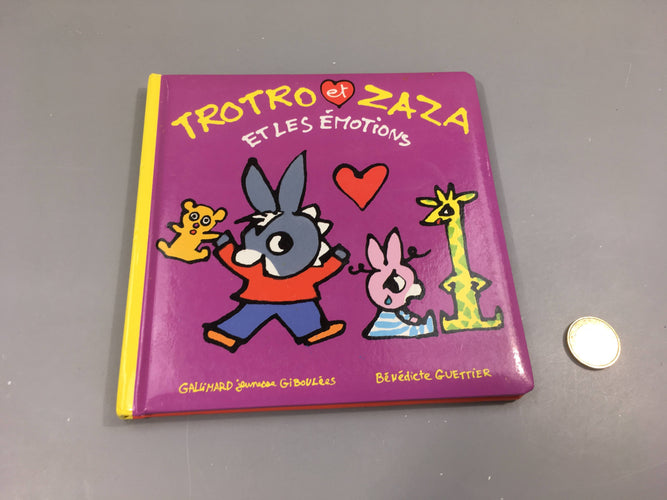 TROTRO et ZAZA
ET LES ÉMOTIONS
GALLIMARD jeunesse GIBOULÉES
BÉNÉDICTE GUETTIER